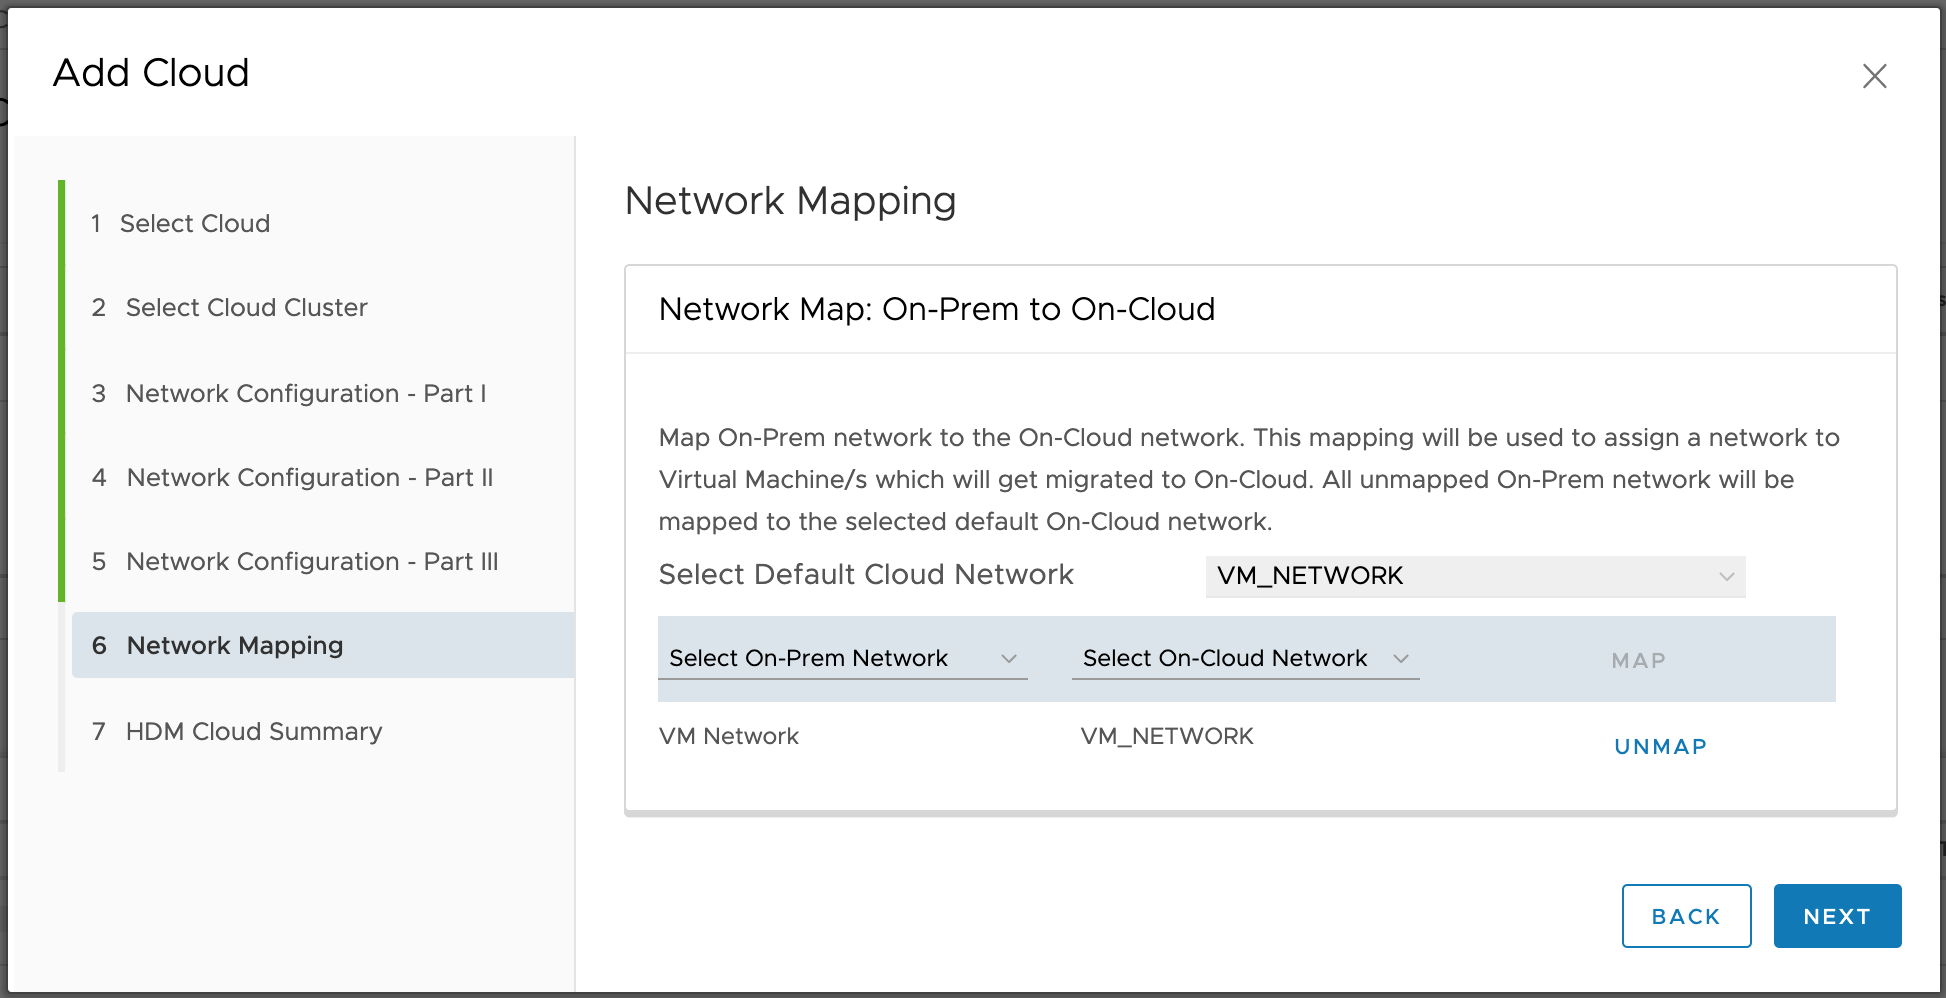 Add Cloud
1 Select Cloud
2 Select Cloud Cluster
3 Network Configuration - Part I
4 Network Configuration - Part II
5 Network Configuration - Part III
6 Network Mapping
7 HDM Cloud Summary
Network Mapping
Network Map: On-Prem to On-Cloud
Map On-Prem network to the On-Cloud network. This mapping will be used to assign a network to
Virtual Machine/s which will get migrated to On-Cloud. All unmapped On-Prem network will be
mapped to the selected default On-Cloud network.
Select Default Cloud Network VM_NETWORK
Select On-Prem Network Select On-Cloud Network MAP
VM Network VM_NETWORK UNMAP
BACK NEXT